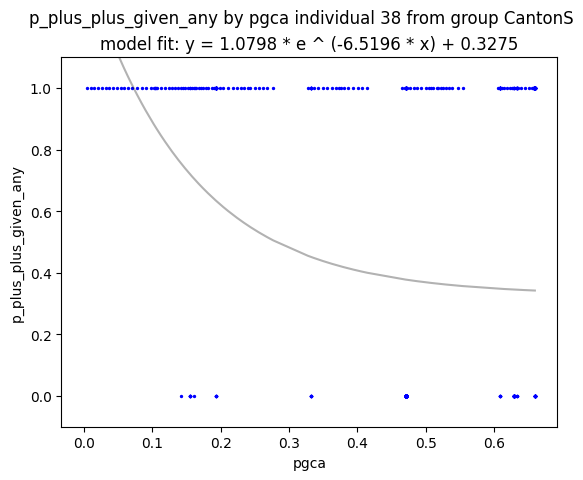 p_plus_plus_given_any by pgca individual 38 from group CantonS
model fit: y = 1.0798 * e ^ (-6.5196 * x) + 0.3275
p_plus_plus_given_any
1.0
0.8
0.6
0.4
0.2
0.0
0.0 0.1 0.2 0.3 0.4 0.5 0.6
pgca